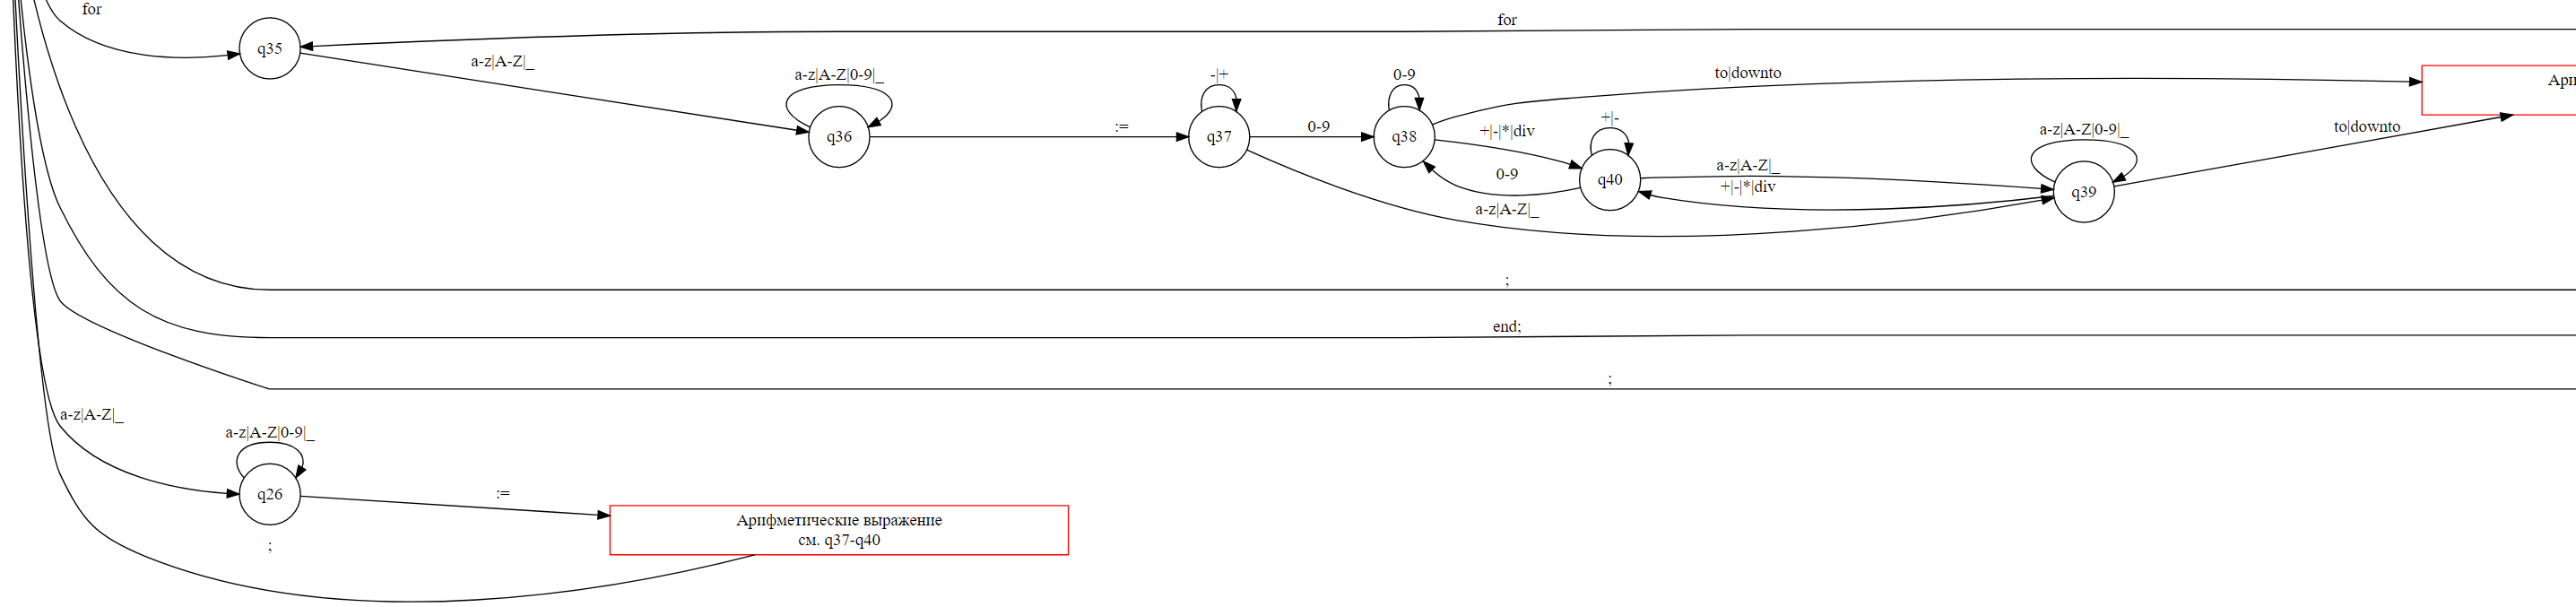 for
for
q35
a-z|A-Z|_
a-z|A-Z|0-9|_
q36
:=
-|+
q37
0-9
0-9
q38
to|downto
+|-|*|div
0-9
+|-
q40
a-z|A-Z|_
+|-|*|div
a-z|A-Z|_
a-z|A-Z|0-9|_
q39
to|downto
;
end;
;
a-z|A-Z|_
a-z|A-Z|0-9|_
q26
:=
;
Арифметические выражение
см. q37-q40